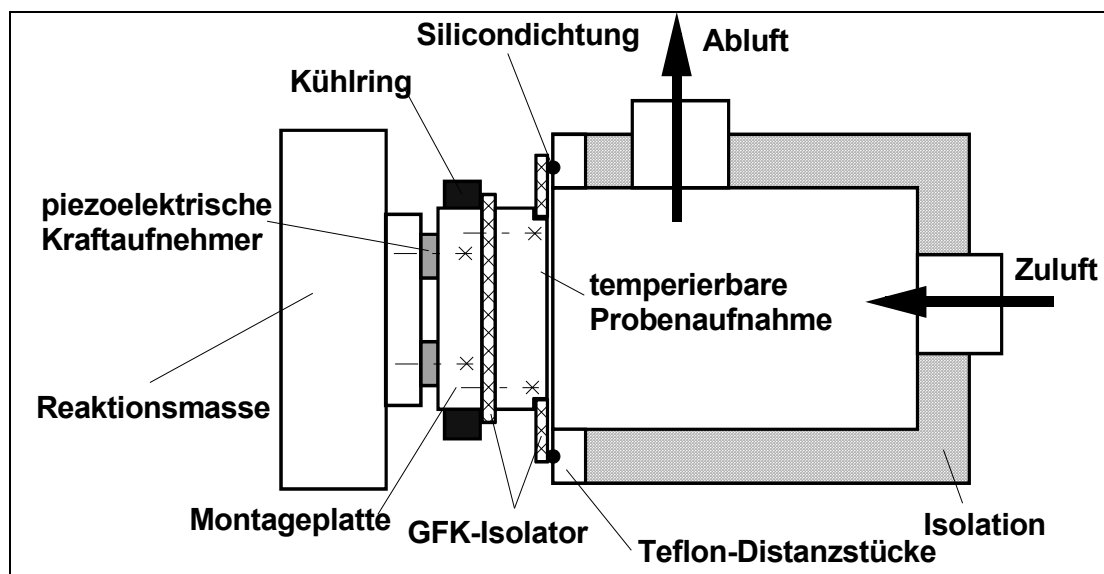 Silicondichtung
Abluft
Kühlring
piezoelektrische
Kraftaufnehmer
temperierbare
Probenaufnahme
Zuluft
Reaktionsmasse
Montageplatte
GFK-Isolator
Teflon-Distanzstücke
Isolation